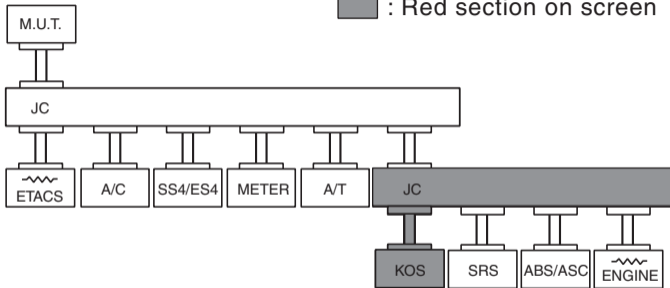 : Red section on screen
M.U.T.
JC
ETACS A/C SS4/ES4 METER A/T JC
KOS SRS ABS/ASC ENGINE